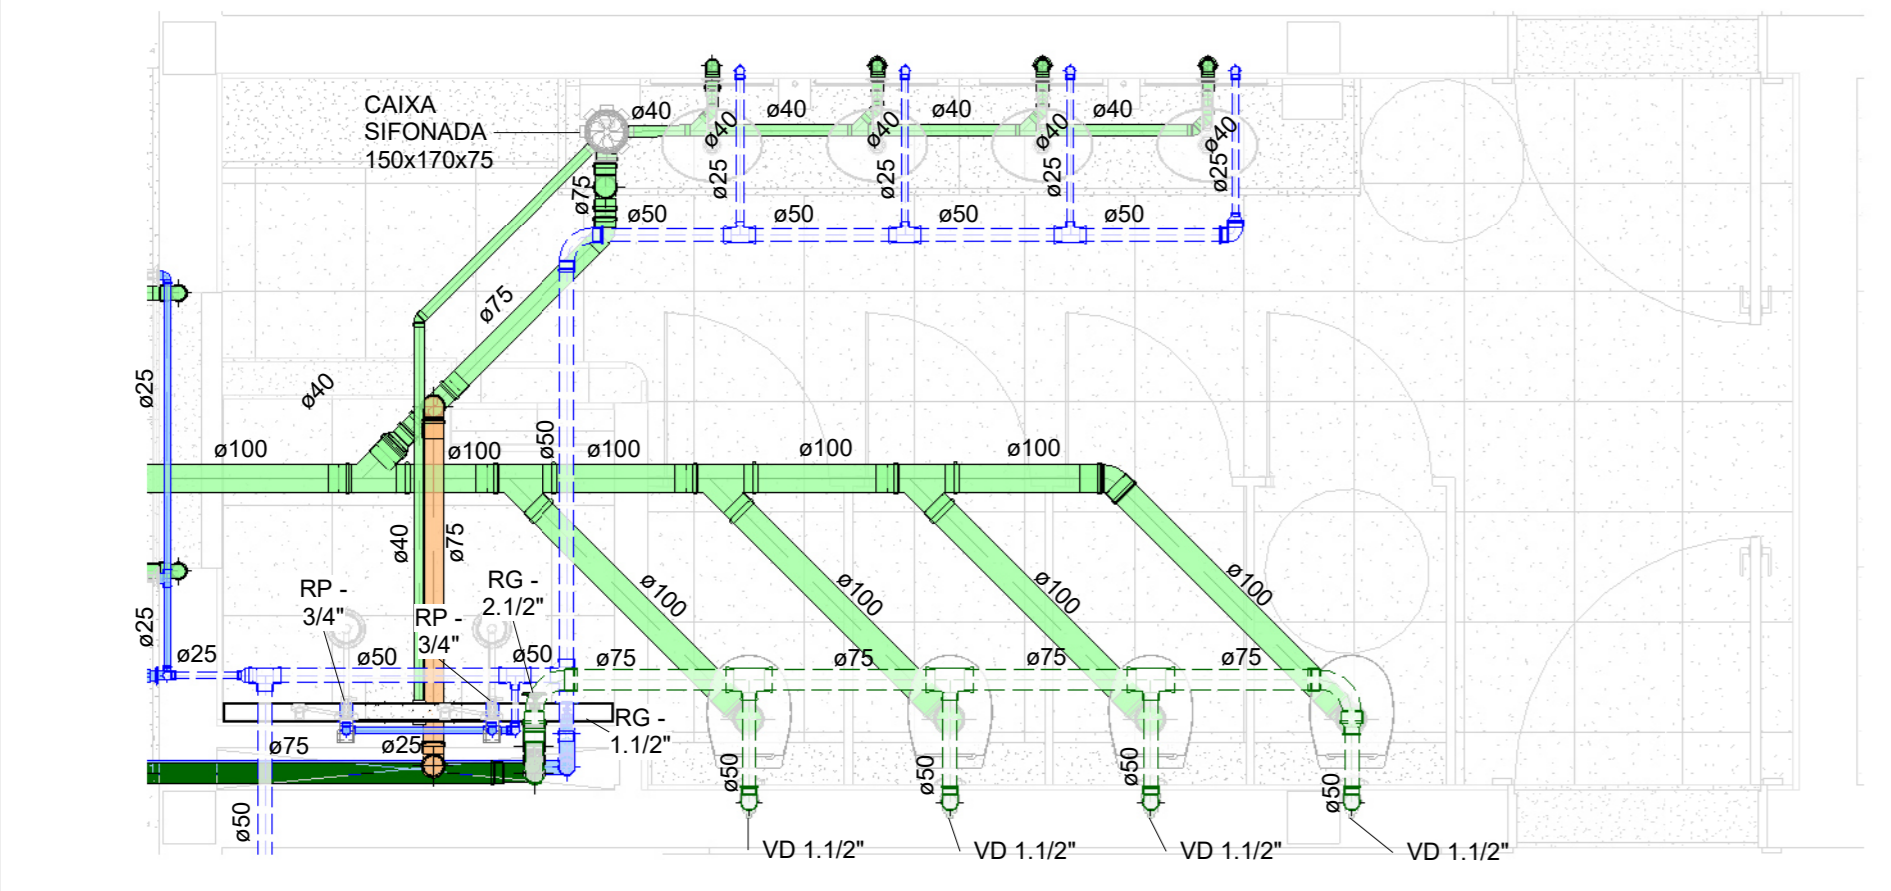 CAIXA
SIFONADA
150x170x75
ø40
ø40
ø40
ø40
ø40
ø40
ø40
ø40
ø25
ø25
ø25
ø25
ø75
ø50
ø50
ø50
ø50
ø75
ø25
ø40
ø100
ø100
ø50
ø100
ø100
ø100
ø40
ø75
RP -
3/4"
RP -
3/4"
RG -
2.1/2"
ø100
ø100
ø100
ø100
ø25
ø25
ø50
ø50
ø75
ø75
ø75
ø75
RG -
1.1/2"
ø75
ø25
ø50
ø50
ø50
ø50
ø50
VD 1.1/2"
VD 1.1/2"
VD 1.1/2"
VD 1.1/2"